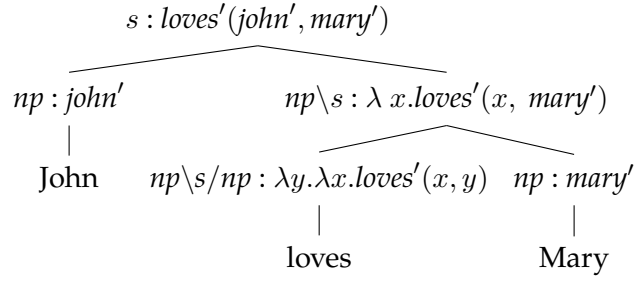 s : loves′(john′, mary′)
np : john′ np\s : λ x.loves′(x, mary′)
John np\s/np : λy.λx.loves′(x, y) np : mary′
loves Mary